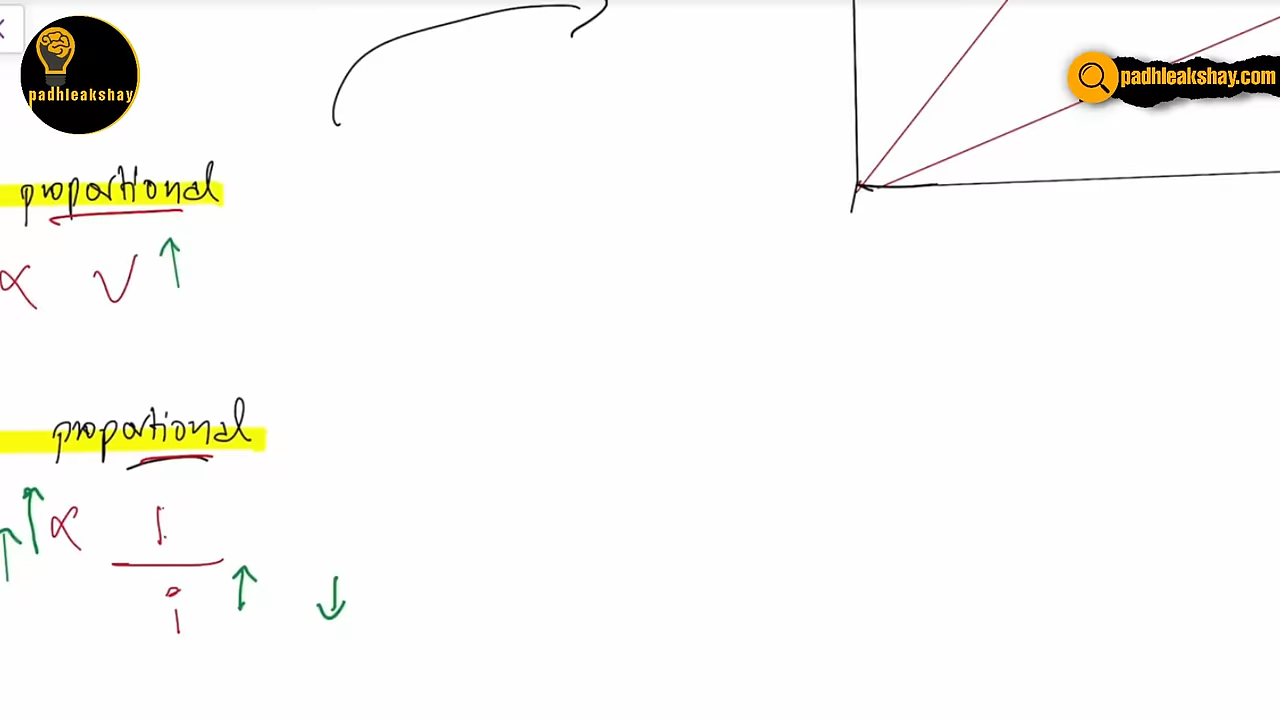 padhleakshay
padhleakshay.com
proportional
∝ V ↑
proportional
↑ ↑ ∝ 1
i ↑ ↓